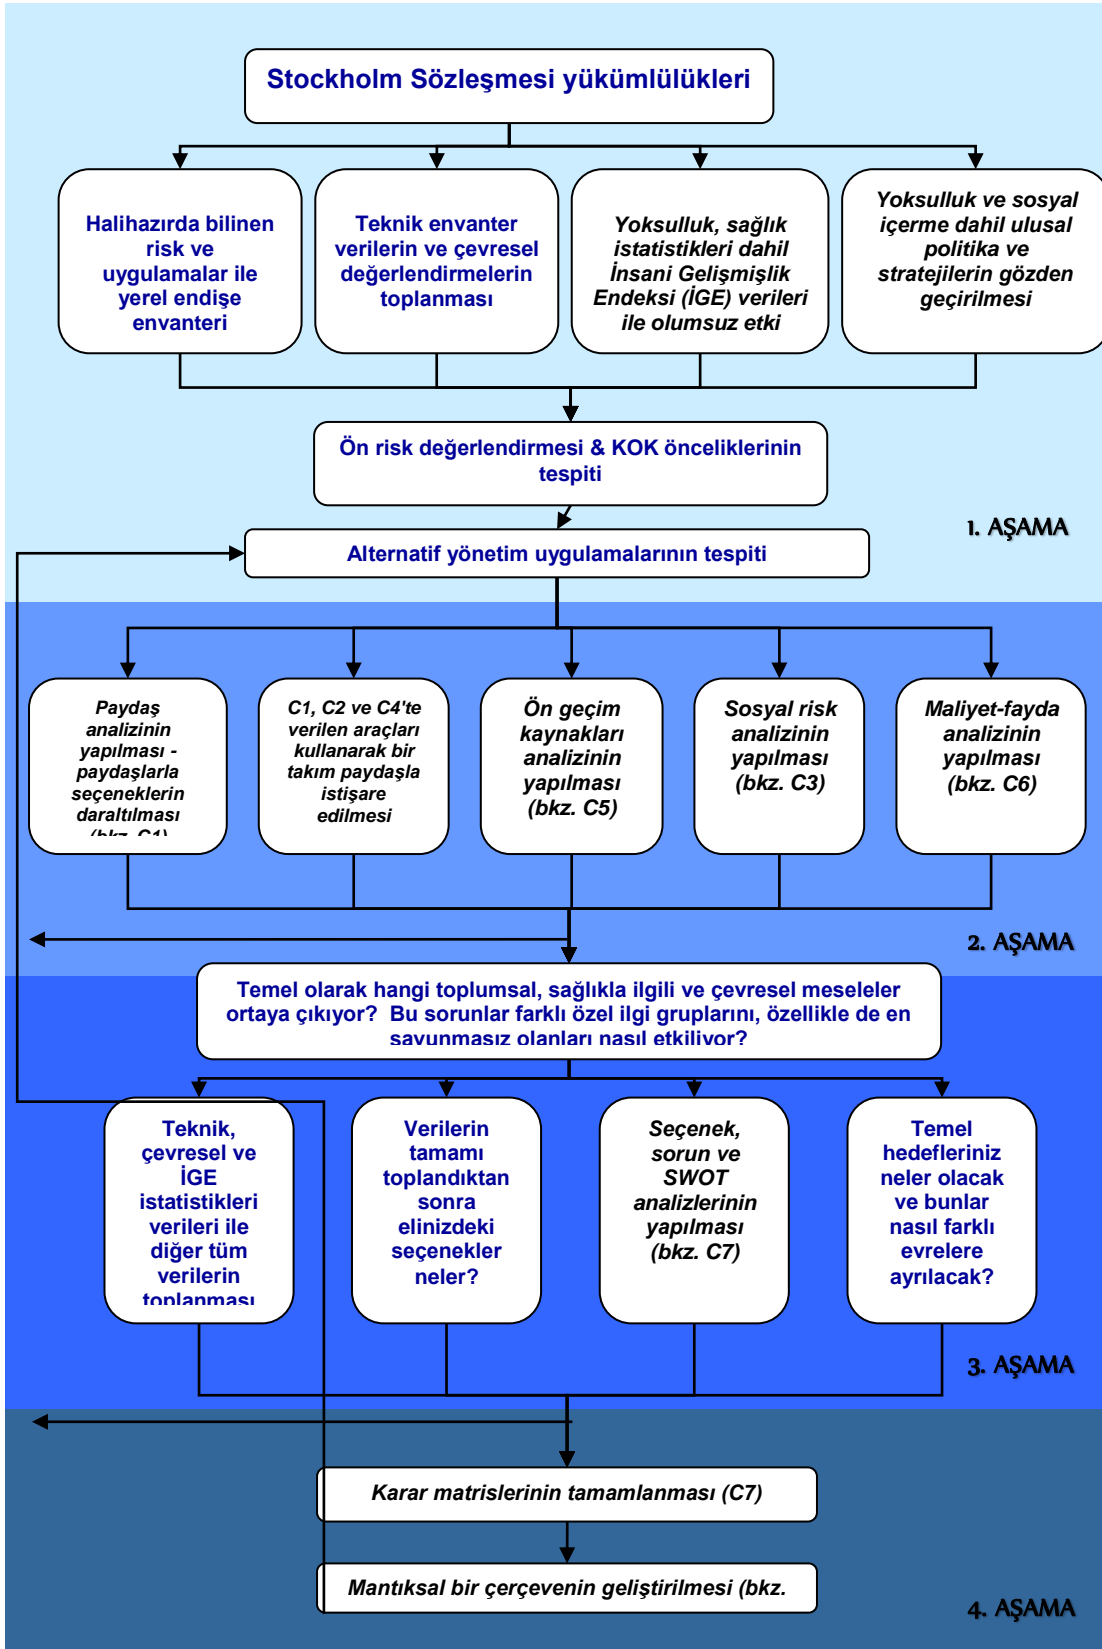 Stockholm Sözleşmesi yükümlülükleri
Halihazırda bilinen
risk ve
uygulamalar ile
yerel endişe
envanteri
Teknik envanter
verilerin ve çevresel
değerlendirmelerin
toplanması
Yoksulluk, sağlık
istatistikleri dahil
İnsani Gelişmişlik
Endeksi (İGE) verileri
ile olumsuz etki
Yoksulluk ve sosyal
içerme dahil ulusal
politika ve
stratejilerin gözden
geçirilmesi
Ön risk değerlendirmesi & KOK önceliklerinin
tespiti
1. AŞAMA
Alternatif yönetim uygulamalarının tespiti
Paydaş
analizinin
yapılması -
paydaşlarla
seçeneklerin
daraltılması
(bkz. C1)
C1, C2 ve C4'te
verilen araçları
kullanarak bir
takım paydaşla
istişare
edilmesi
Ön geçim
kaynakları
analizinin
yapılması
(bkz. C5)
Sosyal risk
analizinin
yapılması
(bkz. C3)
Maliyet-fayda
analizinin
yapılması
(bkz. C6)
2. AŞAMA
Temel olarak hangi toplumsal, sağlıkla ilgili ve çevresel meseleler
ortaya çıkıyor? Bu sorunlar farklı özel ilgi gruplarını, özellikle de en
savunmasız olanları nasıl etkiliyor?
Teknik,
çevresel ve
İGE
istatistikleri
verileri ile
diğer tüm
verilerin
toplanması
Verilerin
tamamı
toplandıktan
sonra
elinizdeki
seçenekler
neler?
Seçenek,
sorun ve
SWOT
analizlerinin
yapılması
(bkz. C7)
Temel
hedefleriniz
neler olacak
ve bunlar
nasıl farklı
evrelere
ayrılacak?
3. AŞAMA
Karar matrislerinin tamamlanması (C7)
Mantıksal bir çerçevenin geliştirilmesi (bkz.
4. AŞAMA